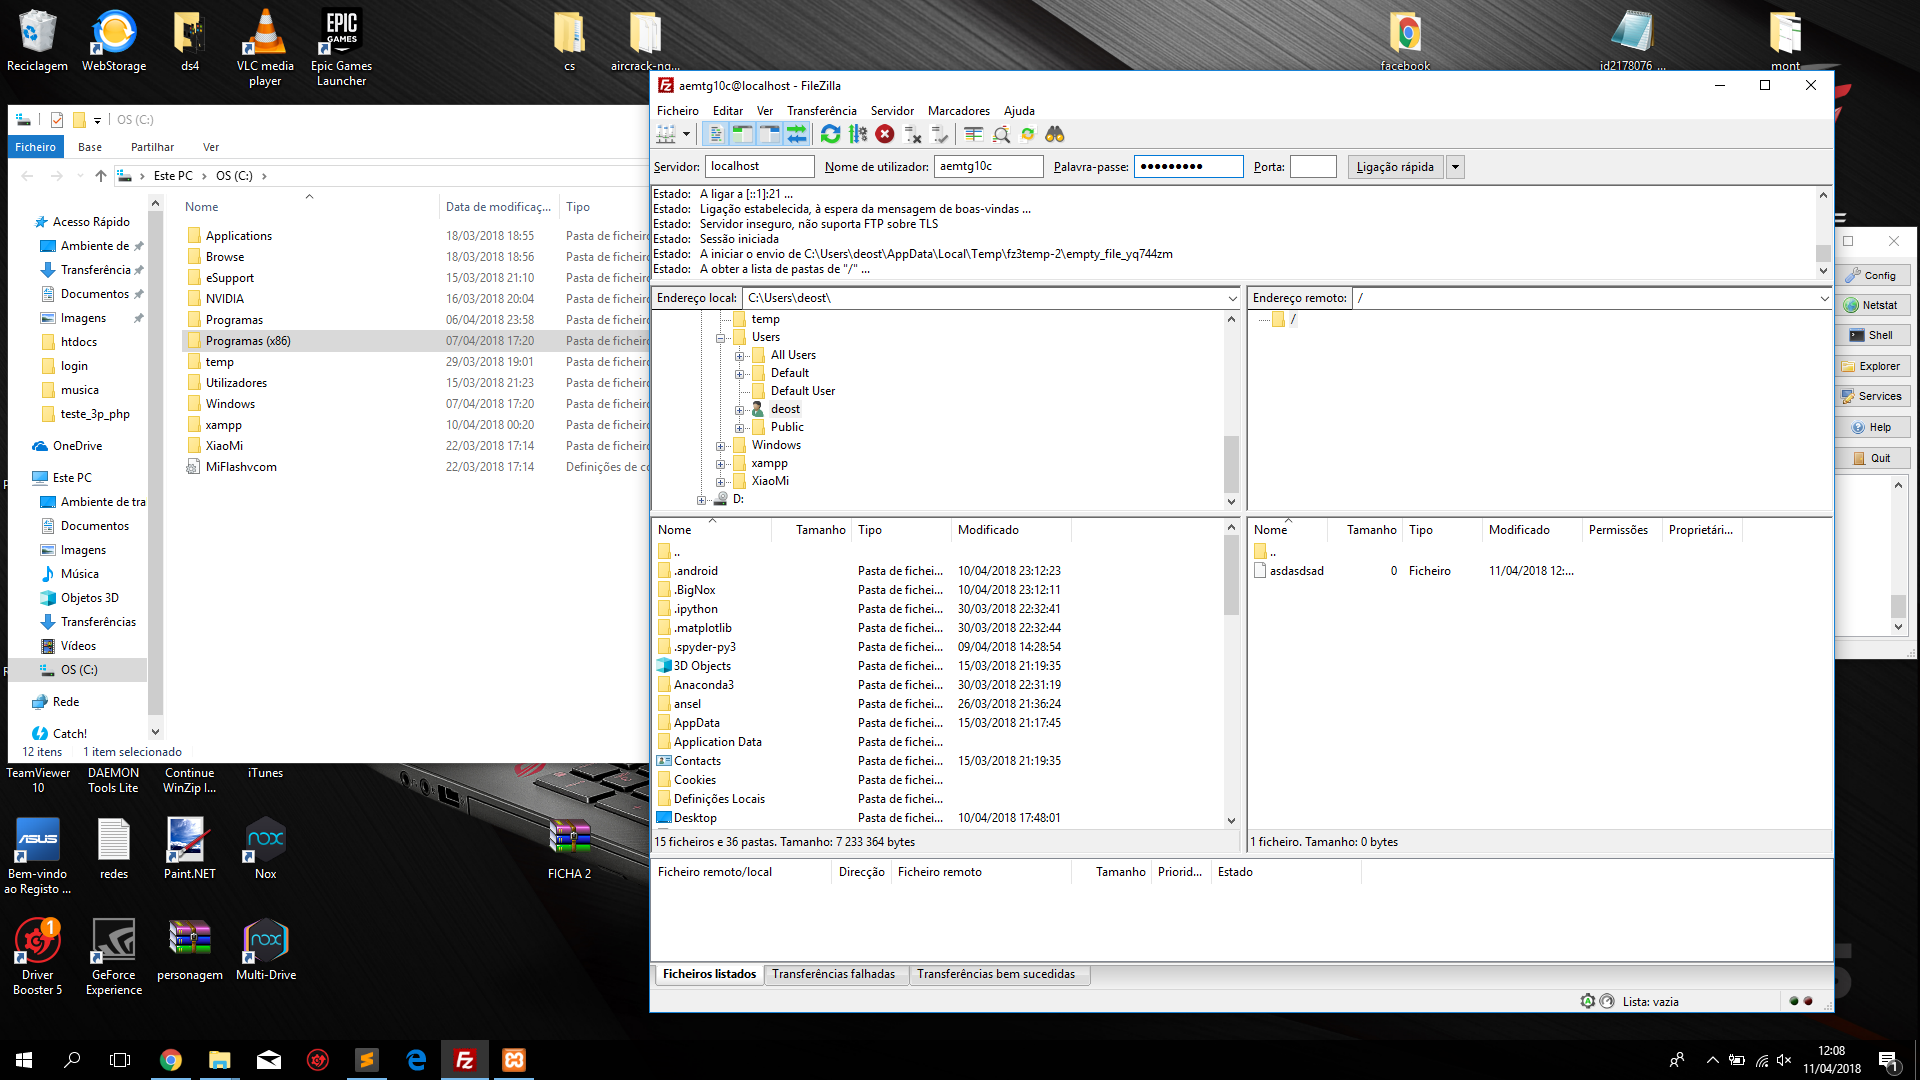 Reciclagem
WebStorage
ds4
VLC media
player
EPIC
GAMES
Epic Games
Launcher
cs
aircrack-ng...
facebook
id2178076_...
mont
OS (C:)
Ficheiro Base Partilhar Ver
Este PC > OS (C:) >
Acesso Rápido
Ambiente de
Transferência
Documentos
Imagens
htdocs
login
musica
teste_3p_php
OneDrive
Este PC
Ambiente de tra
Documentos
Imagens
Música
Objetos 3D
Transferências
Vídeos
OS (C:)
Rede
Catch!
Nome Data de modificaç... Tipo
Applications 18/03/2018 18:55 Pasta de ficheiro
Browse 18/03/2018 18:56 Pasta de ficheiro
eSupport 15/03/2018 21:10 Pasta de ficheiro
NVIDIA 16/03/2018 20:04 Pasta de ficheiro
Programas 06/04/2018 23:58 Pasta de ficheiro
Programas (x86) 07/04/2018 17:20 Pasta de ficheiro
temp 29/03/2018 19:01 Pasta de ficheiro
Utilizadores 15/03/2018 21:23 Pasta de ficheiro
Windows 07/04/2018 17:20 Pasta de ficheiro
xampp 10/04/2018 00:20 Pasta de ficheiro
XiaoMi 22/03/2018 17:14 Pasta de ficheiro
MiFlashvcom 22/03/2018 17:14 Definições de co
12 itens 1 item selecionado
aemtg10c@localhost - FileZilla
Ficheiro Editar Ver Transferência Servidor Marcadores Ajuda
Servidor: localhost Nome de utilizador: aemtg10c Palavra-passe: ●●●●●●●●● Porta: Ligação rápida
Estado: A ligar a [::1]:21 ...
Estado: Ligação estabelecida, à espera da mensagem de boas-vindas ...
Estado: Servidor inseguro, não suporta FTP sobre TLS
Estado: Sessão iniciada
Estado: A iniciar o envio de C:\Users\deost\AppData\Local\Temp\fz3temp-2\empty_file_yq744zm
Estado: A obter a lista de pastas de "/" ...
Endereço local: C:\Users\deost\
temp
Users
All Users
Default
Default User
deost
Public
Windows
xampp
XiaoMi
D:
Endereço remoto: /
/
Nome Tamanho Tipo Modificado
..
.android Pasta de fichei... 10/04/2018 23:12:23
.BigNox Pasta de fichei... 10/04/2018 23:12:11
.ipython Pasta de fichei... 30/03/2018 22:32:41
.matplotlib Pasta de fichei... 30/03/2018 22:32:44
.spyder-py3 Pasta de fichei... 09/04/2018 14:28:54
3D Objects Pasta de fichei... 15/03/2018 21:19:35
Anaconda3 Pasta de fichei... 30/03/2018 22:31:19
ansel Pasta de fichei... 26/03/2018 21:36:24
AppData Pasta de fichei... 15/03/2018 21:17:45
Application Data Pasta de fichei...
Contacts Pasta de fichei... 15/03/2018 21:19:35
Cookies Pasta de fichei...
Definições Locais Pasta de fichei...
Desktop Pasta de fichei... 10/04/2018 17:48:01
15 ficheiros e 36 pastas. Tamanho: 7 233 364 bytes
Nome Tamanho Tipo Modificado Permissões Proprietári...
..
asdasdsad 0 Ficheiro 11/04/2018 12:...
1 ficheiro. Tamanho: 0 bytes
Ficheiro remoto/local Direcção Ficheiro remoto Tamanho Priorid... Estado
Ficheiros listados Transferências falhadas Transferências bem sucedidas
Lista: vazia
Config
Netstat
Shell
Explorer
Services
Help
Quit
TeamViewer
10
DAEMON
Tools Lite
Continue
WinZip I...
iTunes
ASUS
Bem-vindo
ao Registo ...
redes
Paint.NET
nox
Nox
FICHA 2
1
Driver
Booster 5
GeForce
Experience
personagem
nox
Multi-Drive
12:08
11/04/2018
1